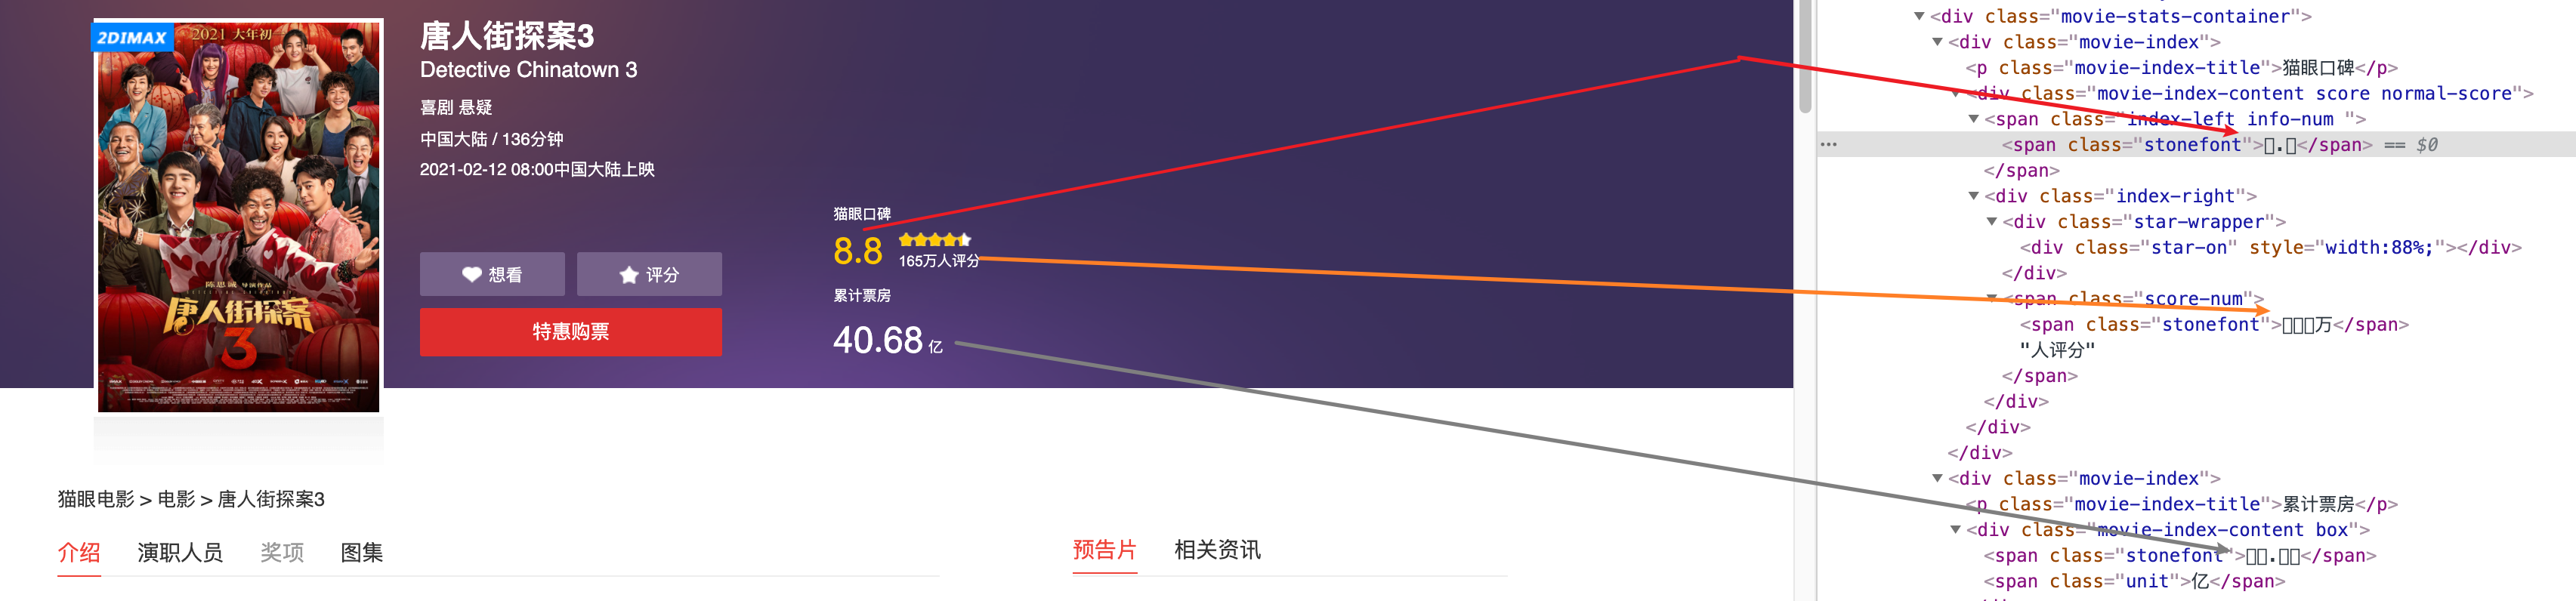 2DIMAX
2021 大年初一
陈思诚 导演作品
唐人街探案
3
唐人街探案3
Detective Chinatown 3
喜剧 悬疑
中国大陆 / 136分钟
2021-02-12 08:00中国大陆上映
想看
评分
特惠购票
猫眼口碑
8.8
165万人评分
累计票房
40.68 亿
猫眼电影 > 电影 > 唐人街探案3
介绍 演职人员 奖项 图集
预告片 相关资讯
<div class="movie-stats-container">
<div class="movie-index">
<p class="movie-index-title">猫眼口碑</p>
<div class="movie-index-content score normal-score">
<span class="index-left info-num ">
<span class="stonefont">▯.▯</span> == $0
</span>
<div class="index-right">
<div class="star-wrapper">
<div class="star-on" style="width:88%;"></div>
</div>
<span class="score-num">
<span class="stonefont">▯▯▯万</span>
"人评分"
</span>
</div>
</div>
</div>
<div class="movie-index">
<p class="movie-index-title">累计票房</p>
<div class="movie-index-content box">
<span class="stonefont">▯▯.▯▯</span>
<span class="unit">亿</span>